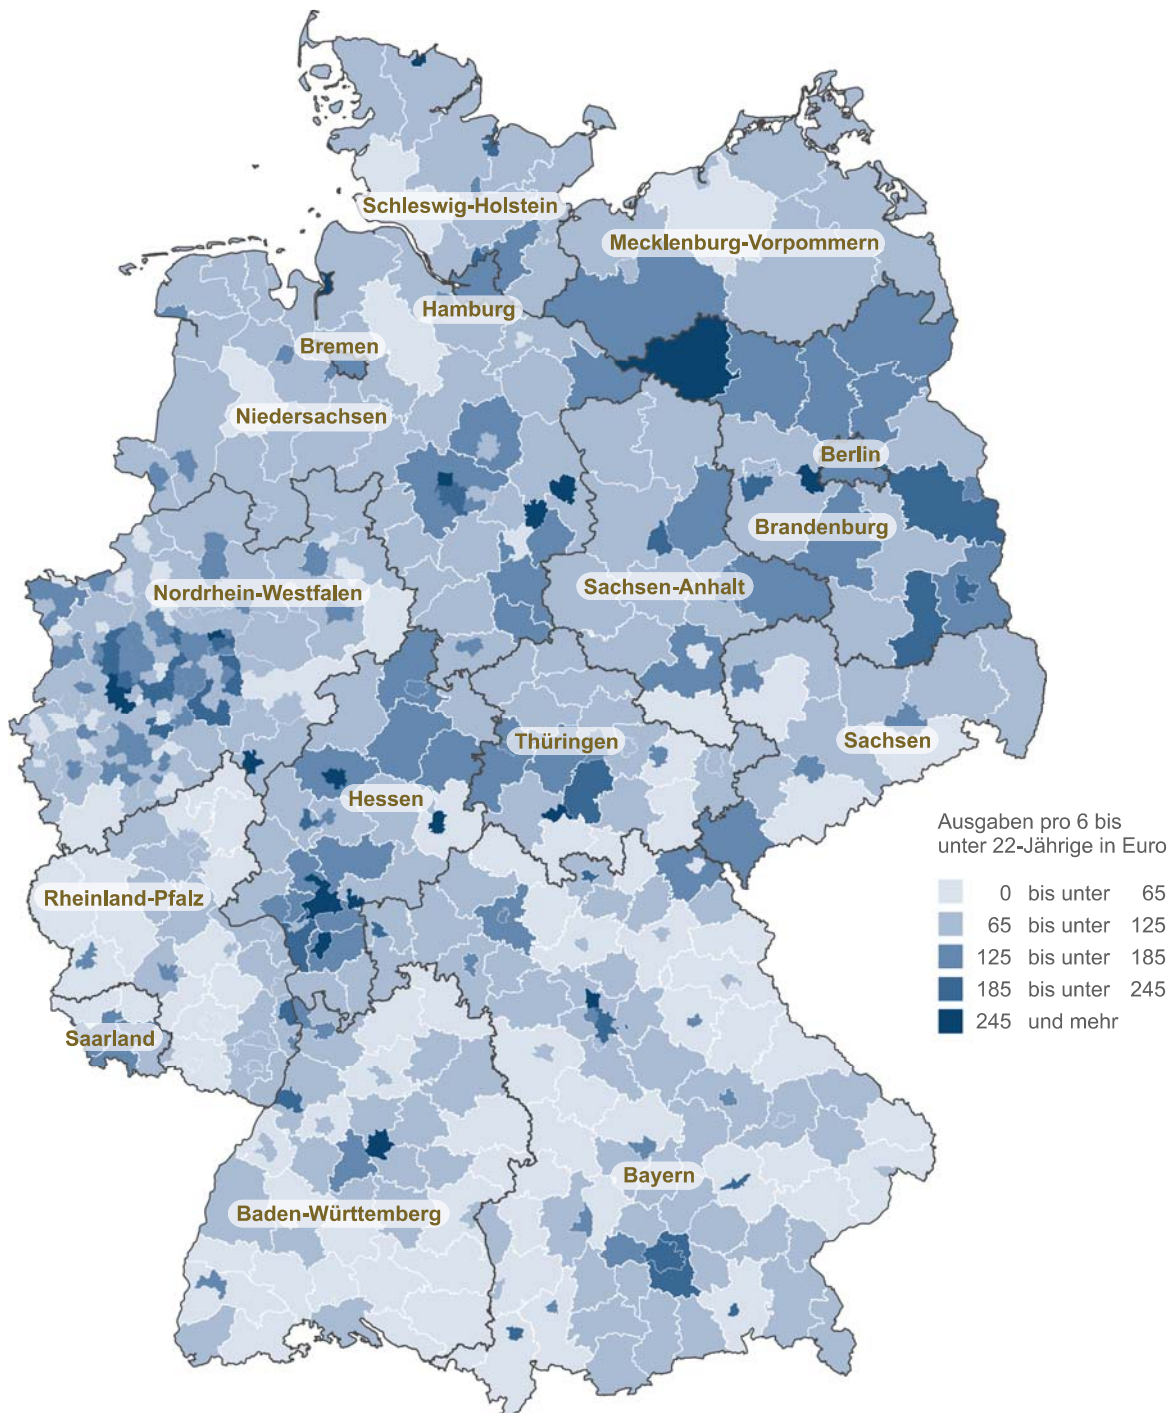 Schleswig-Holstein
Mecklenburg-Vorpommern
Hamburg
Bremen
Niedersachsen
Berlin
Brandenburg
Nordrhein-Westfalen
Sachsen-Anhalt
Thüringen
Sachsen
Hessen
Rheinland-Pfalz
Saarland
Bayern
Baden-Württemberg
Ausgaben pro 6 bis
unter 22-Jährige in Euro
0 bis unter 65
65 bis unter 125
125 bis unter 185
185 bis unter 245
245 und mehr